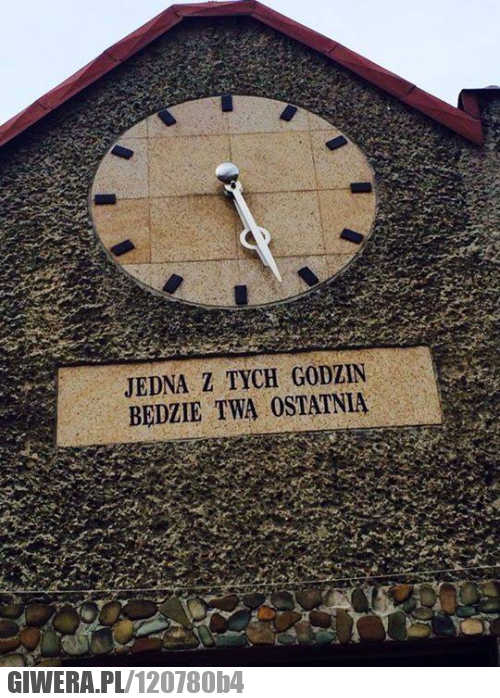 JEDNA Z TYCH GODZIN
BĘDZIE TWĄ OSTATNIĄ
GIWERA.PL/120780b4